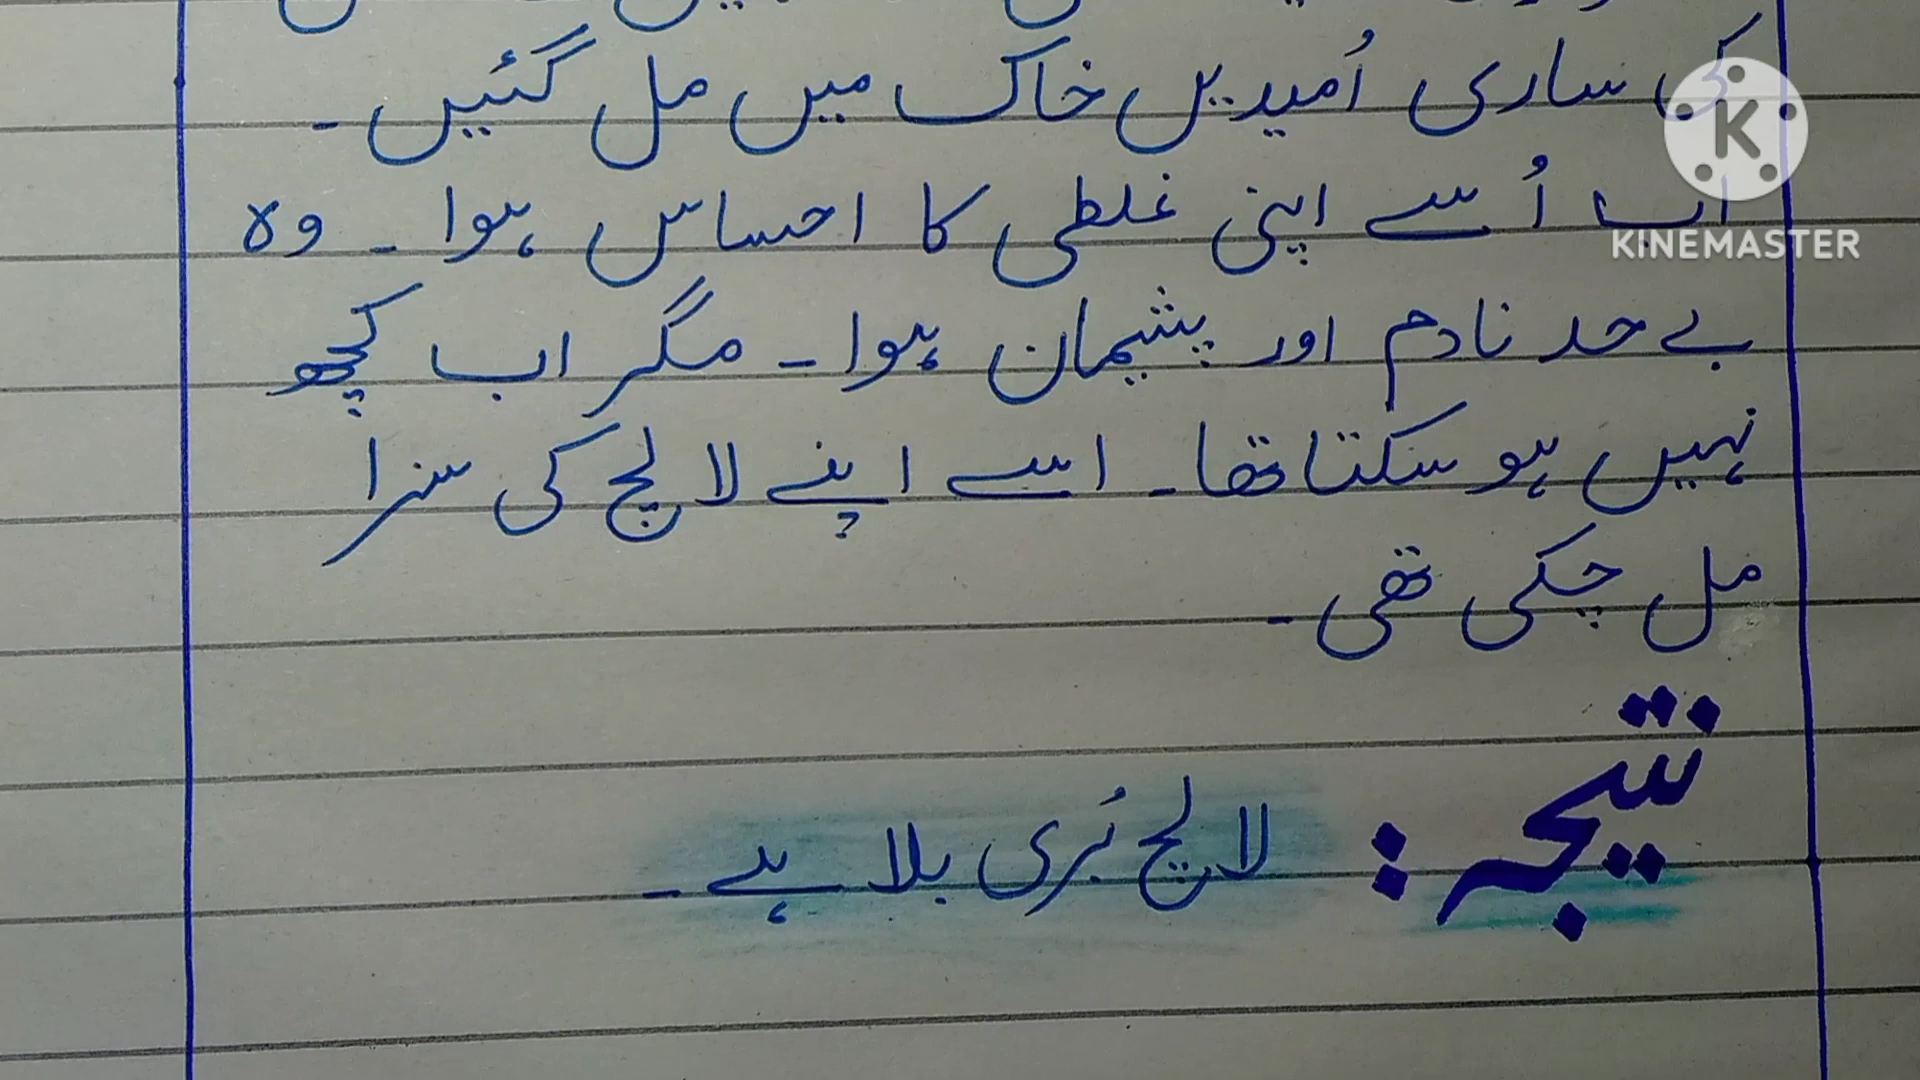 کی ساری اُمیدیں خاک میں مل گئیں۔
اب اُسے اپنی غلطی کا احساس ہوا۔ وہ
بے حد نادم اور پشیمان ہوا۔ مگر اب کچھ
نہیں ہو سکتا تھا۔ اسے اپنے لالچ کی سزا
مل چکی تھی۔
نتیجہ: لالچ بُری بلا ہے۔
K
KINEMASTER